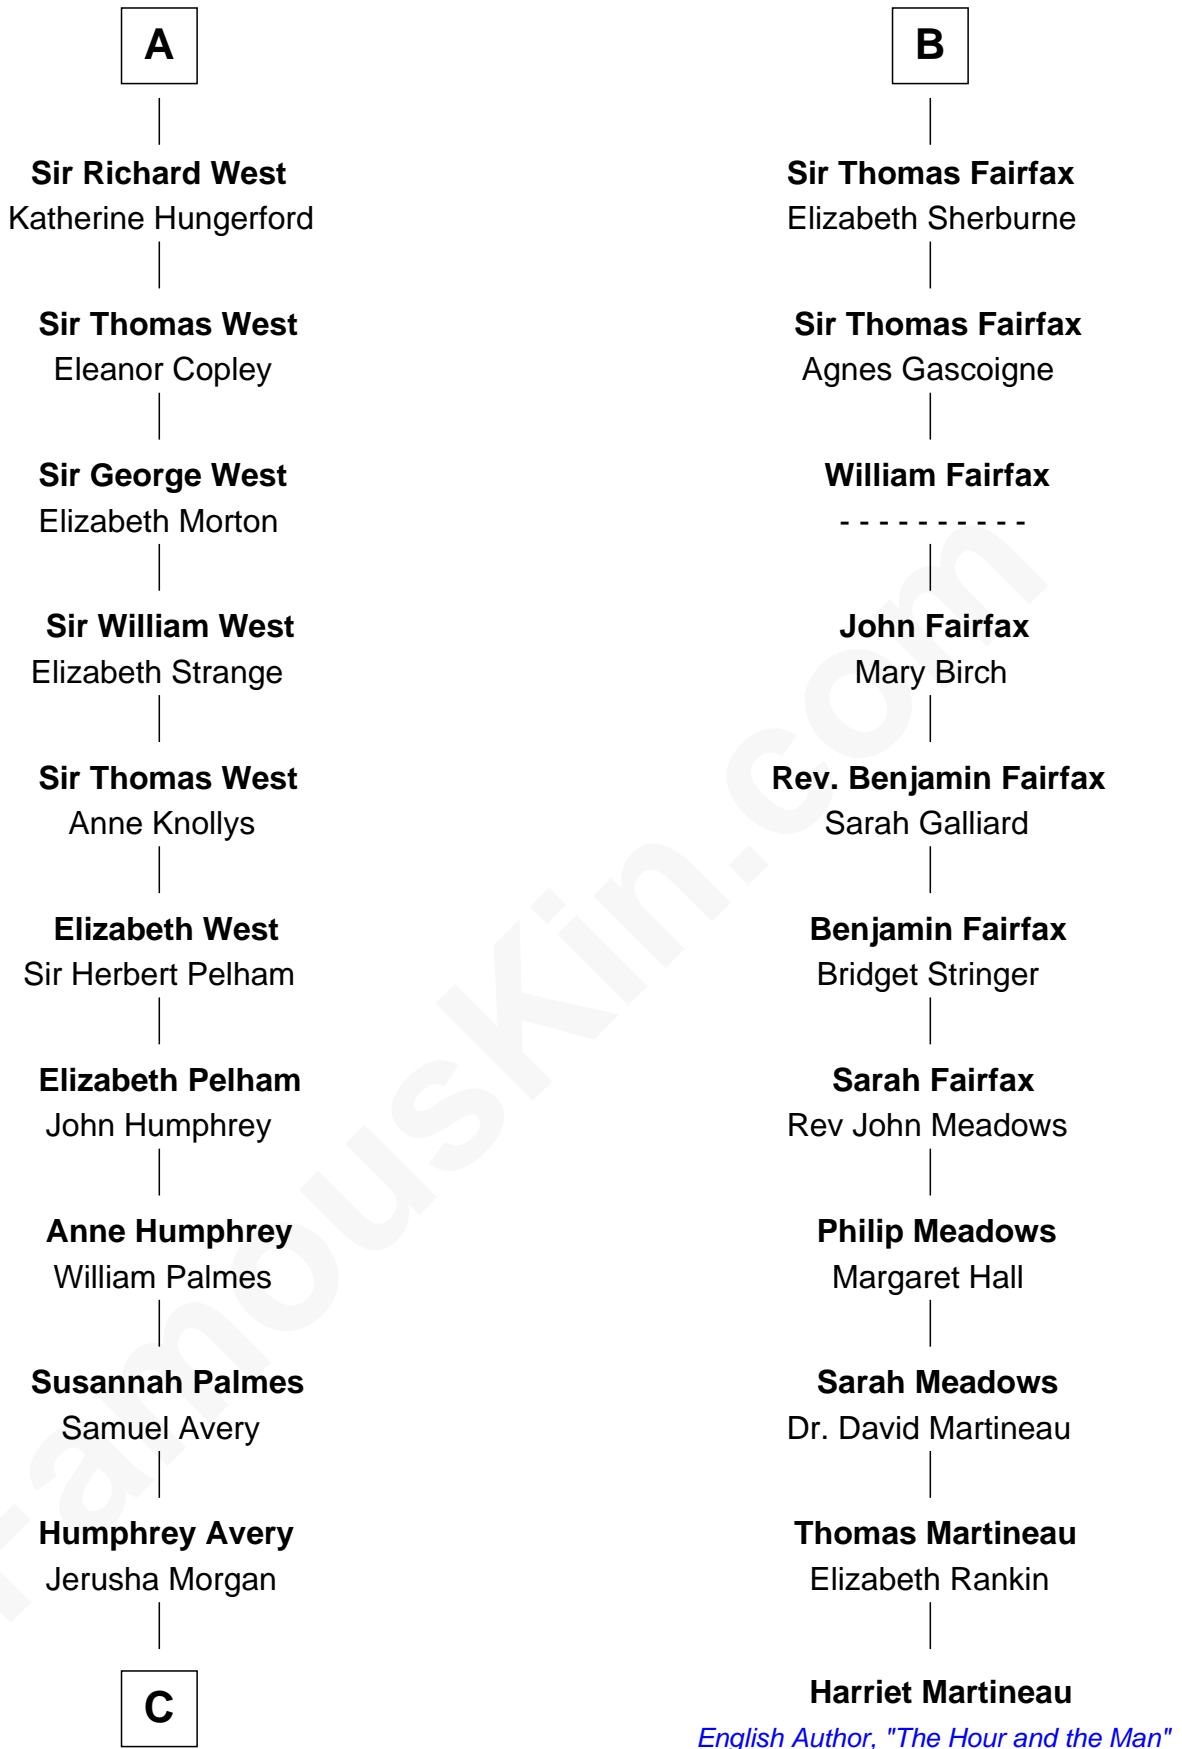 A
Sir Richard West
Katherine Hungerford
Sir Thomas West
Eleanor Copley
Sir George West
Elizabeth Morton
Sir William West
Elizabeth Strange
Sir Thomas West
Anne Knollys
Elizabeth West
Sir Herbert Pelham
Elizabeth Pelham
John Humphrey
Anne Humphrey
William Palmes
Susannah Palmes
Samuel Avery
Humphrey Avery
Jerusha Morgan
C
B
Sir Thomas Fairfax
Elizabeth Sherburne
Sir Thomas Fairfax
Agnes Gascoigne
William Fairfax
- - - - - - - - - -
John Fairfax
Mary Birch
Rev. Benjamin Fairfax
Sarah Galliard
Benjamin Fairfax
Bridget Stringer
Sarah Fairfax
Rev John Meadows
Philip Meadows
Margaret Hall
Sarah Meadows
Dr. David Martineau
Thomas Martineau
Elizabeth Rankin
Harriet Martineau
English Author, "The Hour and the Man"
FamousKin.com